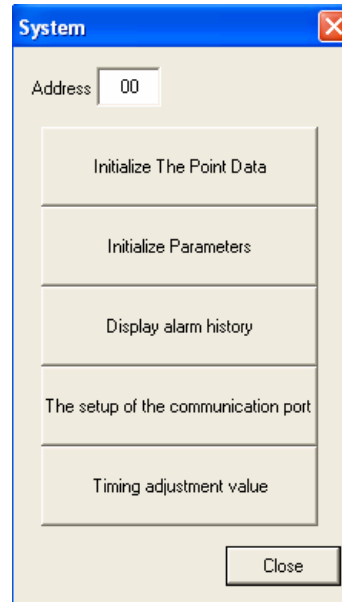 System
Address 00
Initialize The Point Data
Initialize Parameters
Display alarm history
The setup of the communication port
Timing adjustment value
Close